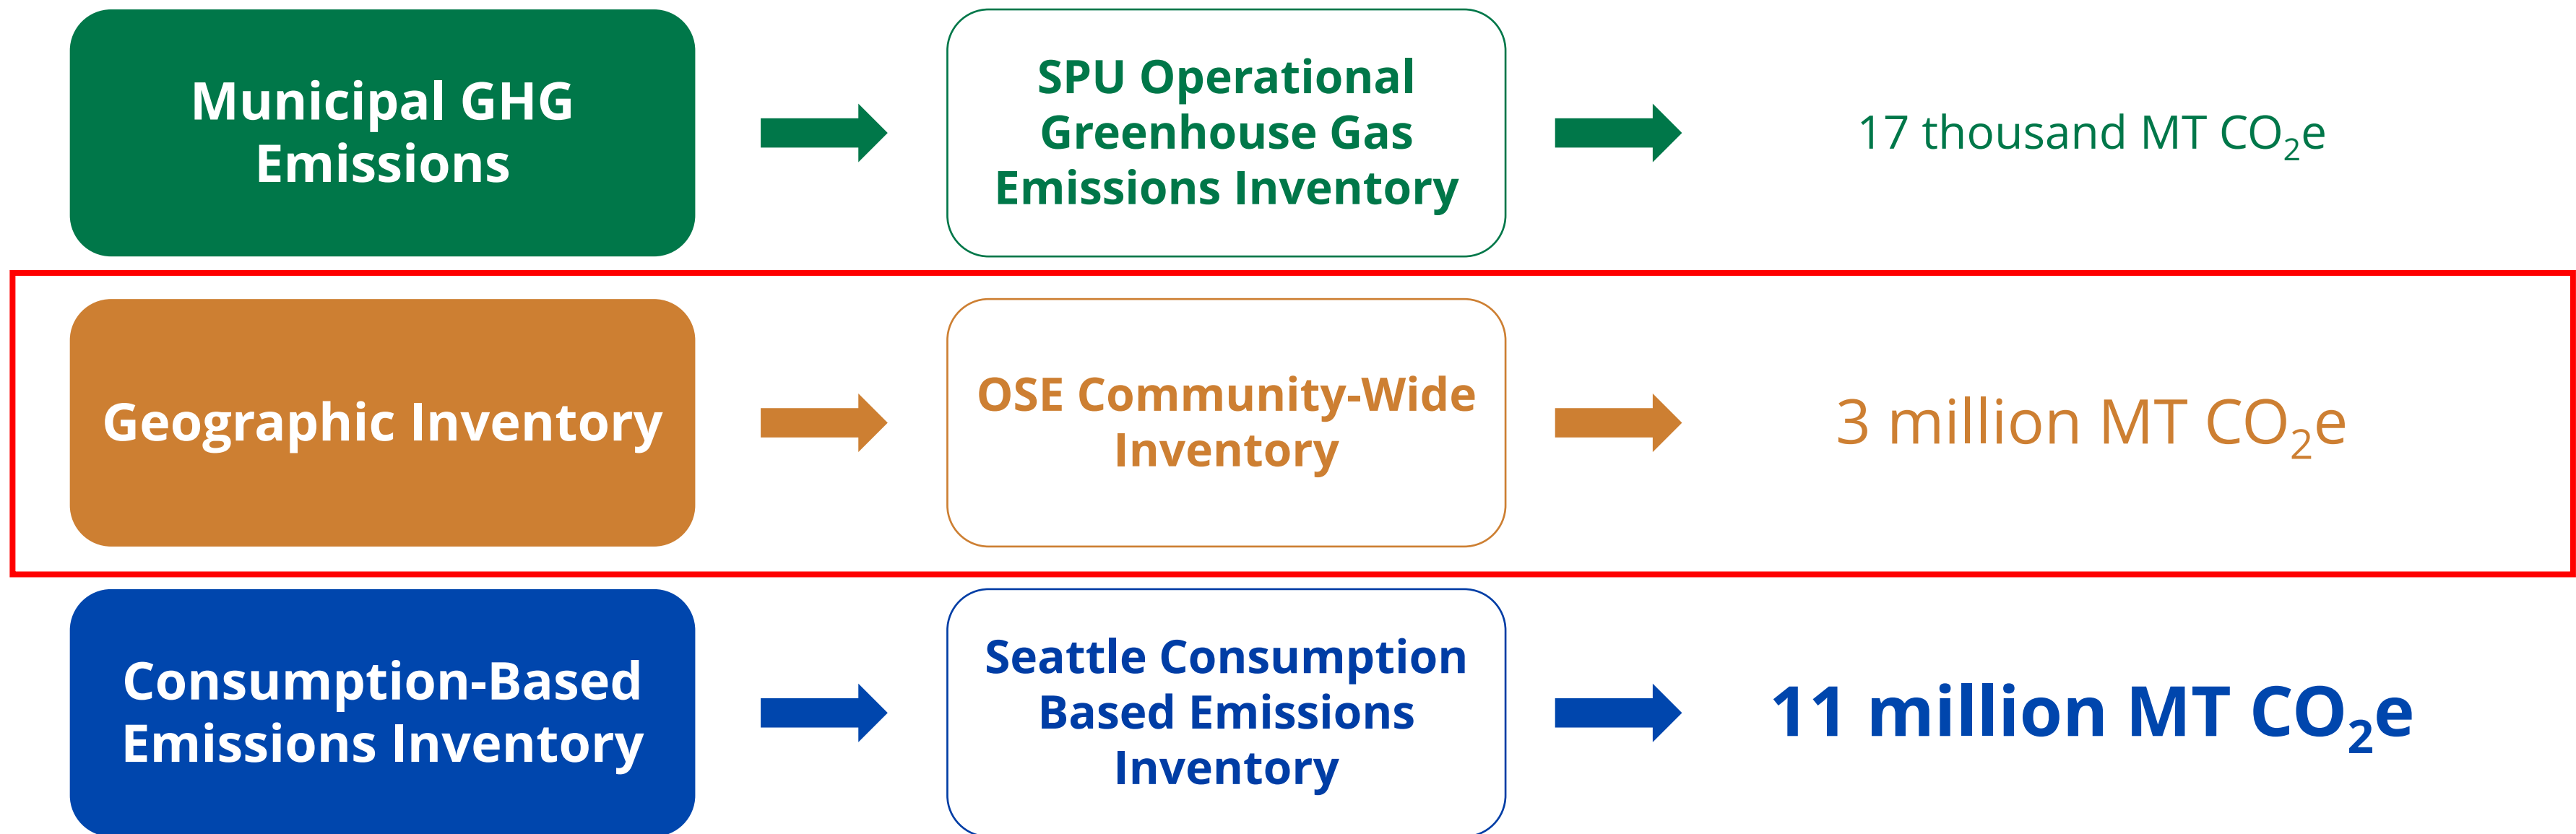 Municipal GHG
Emissions
SPU Operational
Greenhouse Gas
Emissions Inventory
17 thousand MT CO₂e
Geographic Inventory
OSE Community-Wide
Inventory
3 million MT CO₂e
Consumption-Based
Emissions Inventory
Seattle Consumption
Based Emissions
Inventory
11 million MT CO₂e